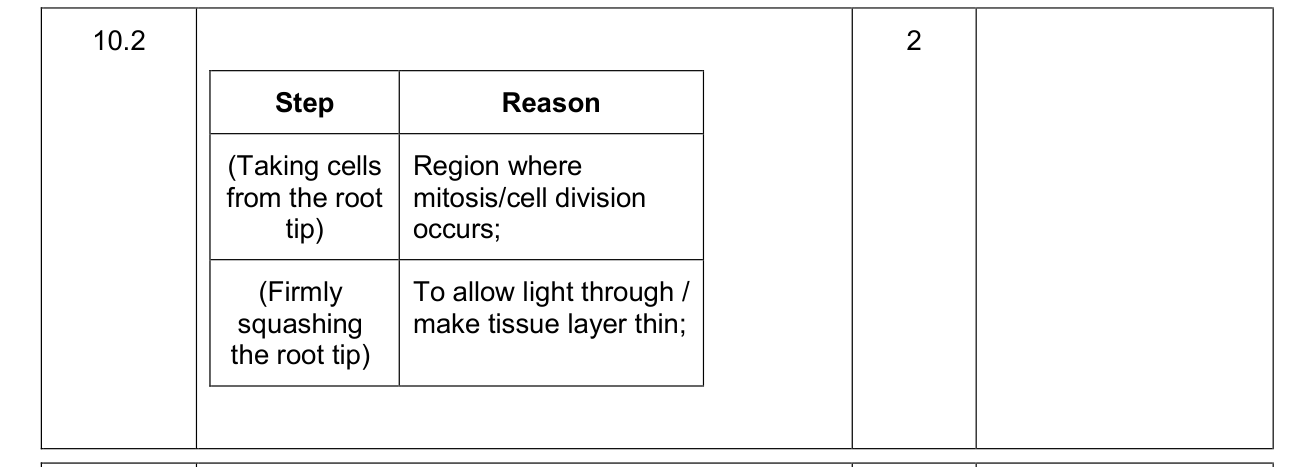 10.2
2
Step
Reason
(Taking cells
from the root
tip)
Region where
mitosis/cell division
occurs;
(Firmly
squashing
the root tip)
To allow light through /
make tissue layer thin;